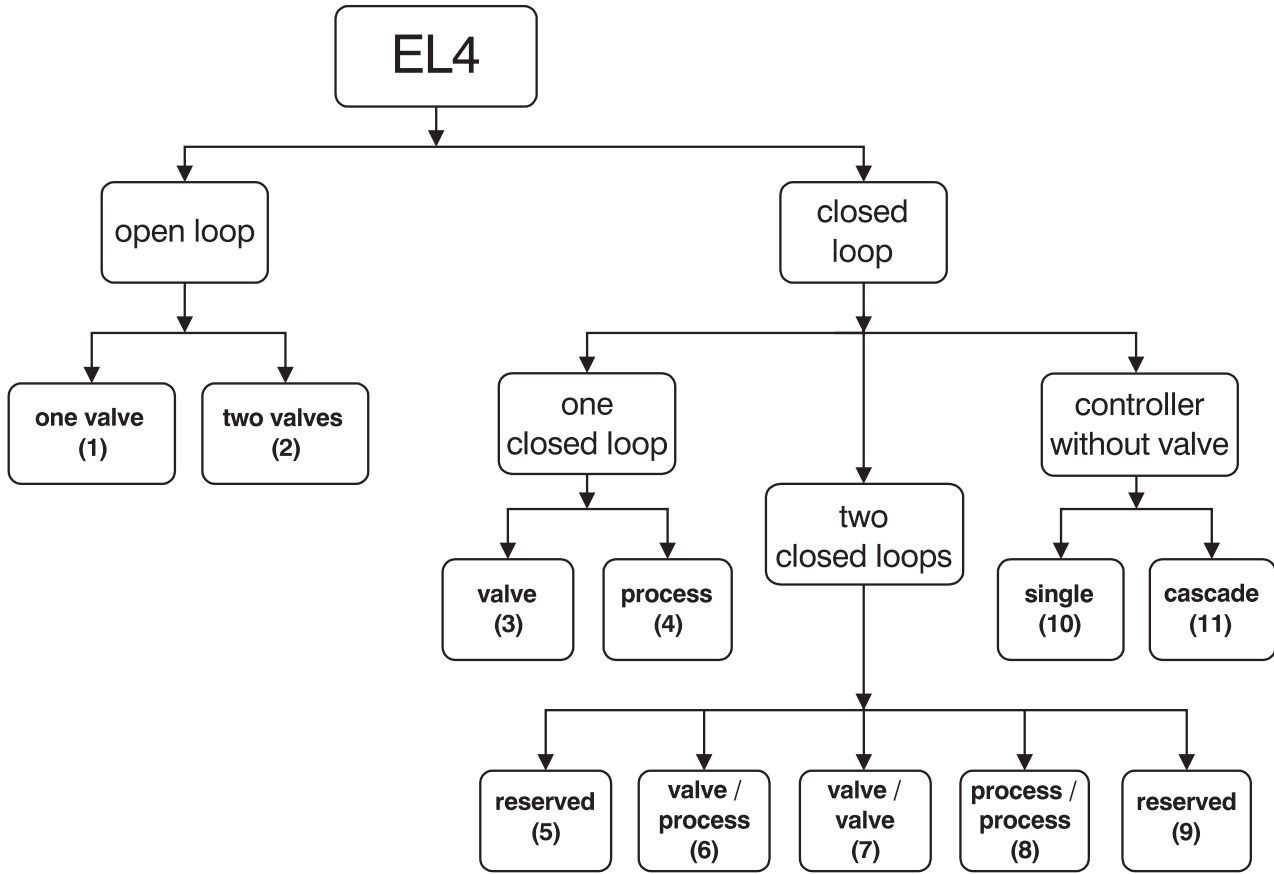 EL4
open loop
closed
loop
one valve
(1)
two valves
(2)
one
closed loop
controller
without valve
two
closed loops
valve
(3)
process
(4)
single
(10)
cascade
(11)
reserved
(5)
valve /
process
(6)
valve /
valve
(7)
process /
process
(8)
reserved
(9)